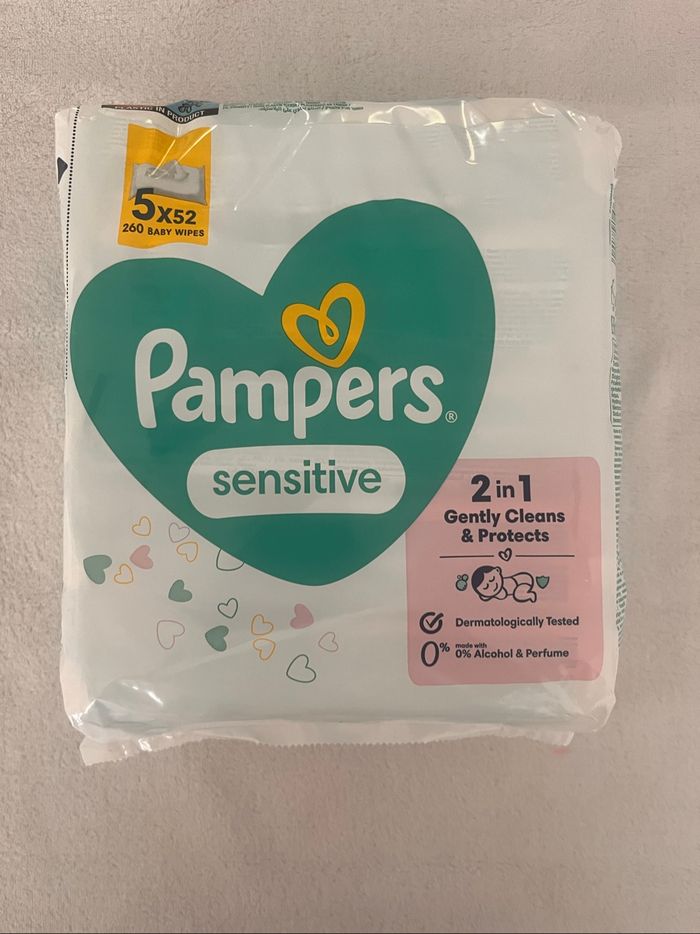 PLASTIC IN PRODUCT
5x52
260 BABY WIPES
Pampers®
sensitive
2 in 1
Gently Cleans
& Protects
Dermatologically Tested
0% made with
0% Alcohol & Perfume